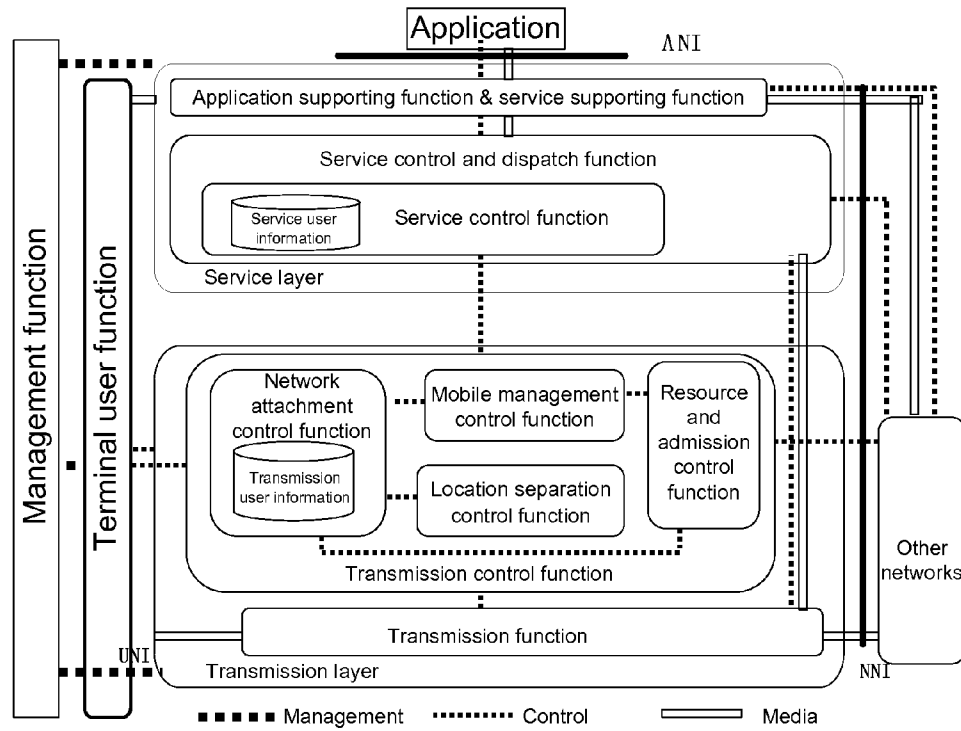 Application
ANI
Management function
Terminal user function
Application supporting function & service supporting function
Service control and dispatch function
Service user
information
Service control function
Service layer
Network
attachment
control function
Transmission
user information
Mobile management
control function
Location separation
control function
Resource
and
admission
control
function
Transmission control function
Other
networks
Transmission function
UNI
Transmission layer
NNI
Management
Control
Media